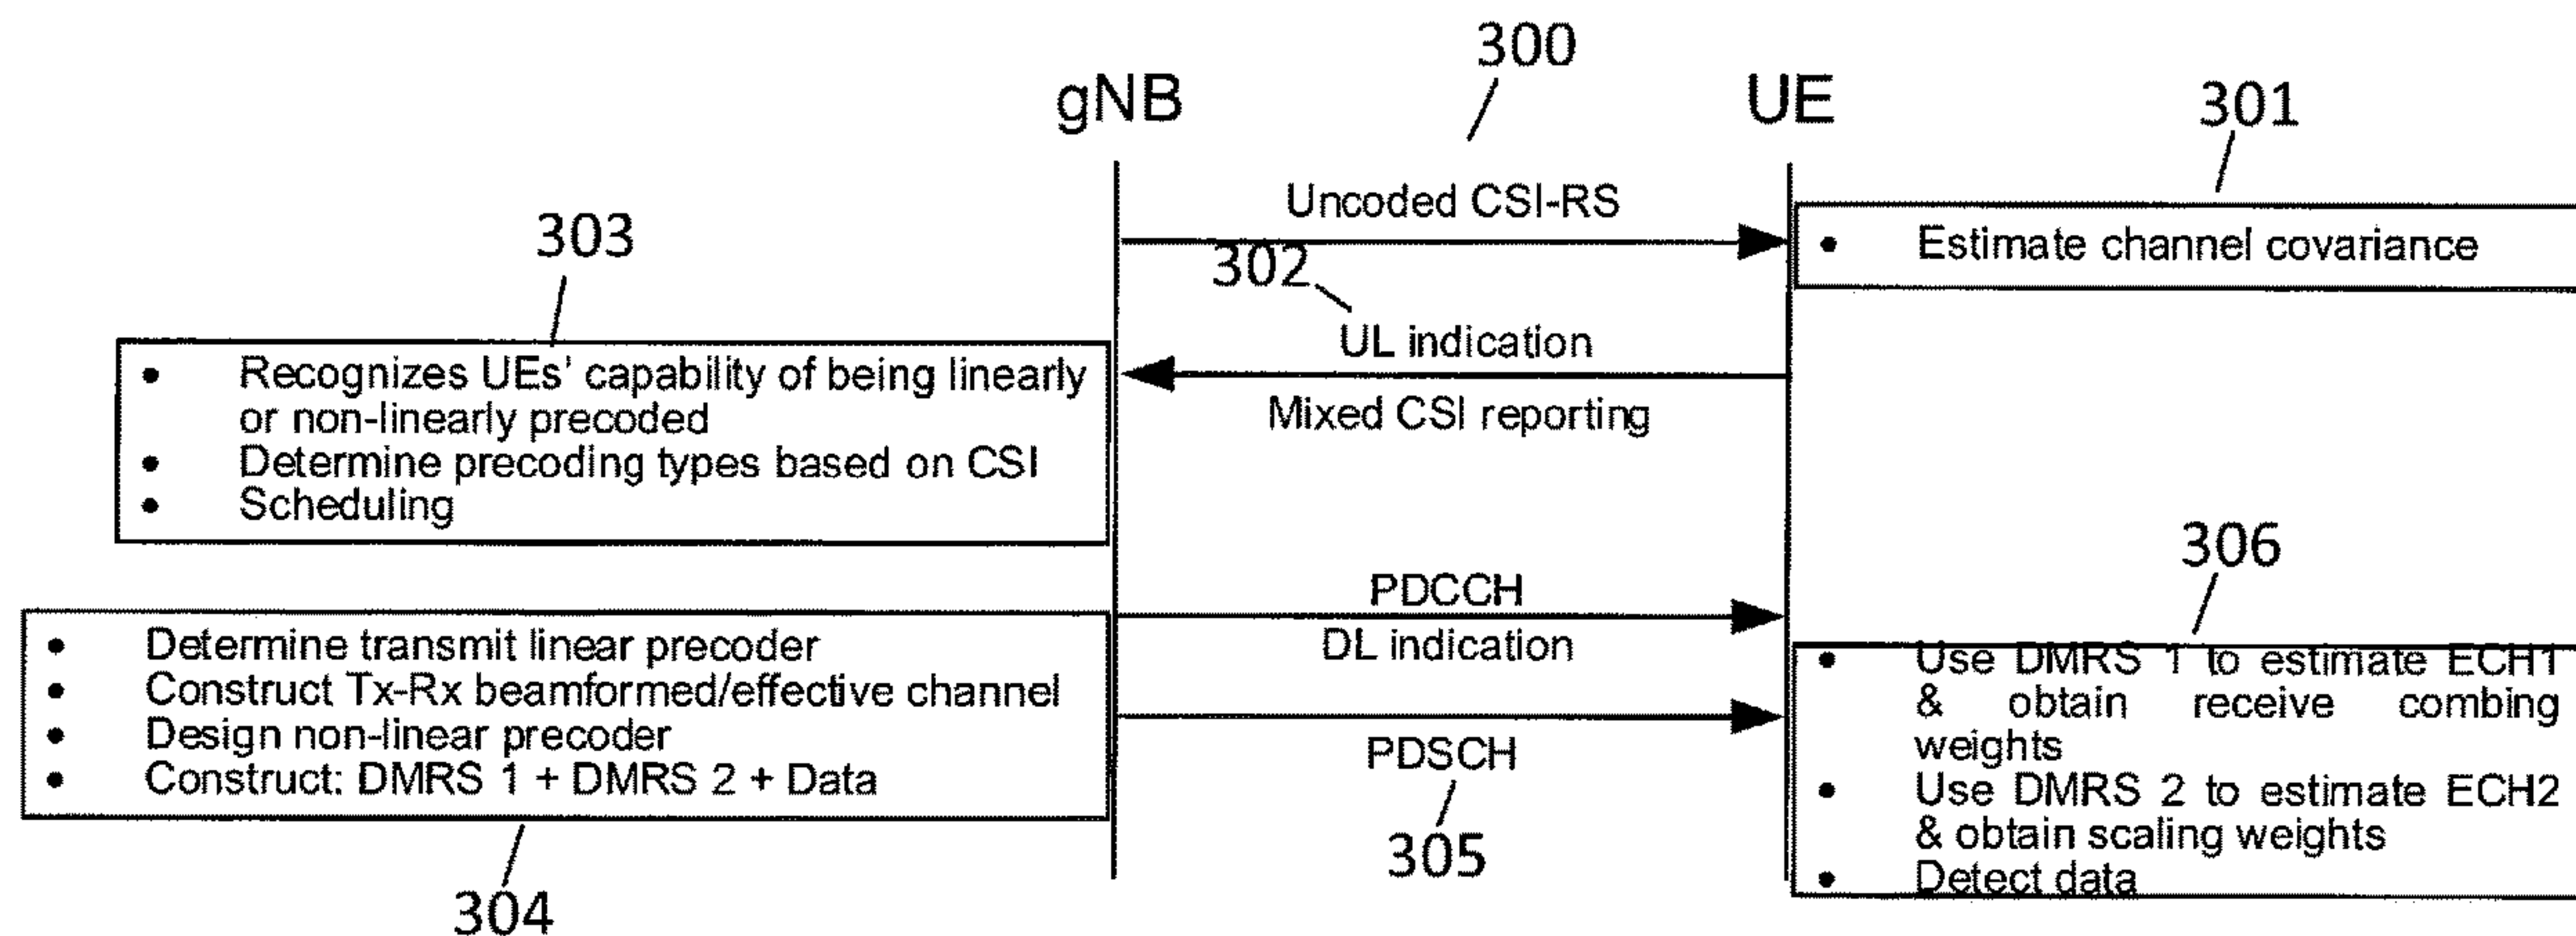 300
gNB
UE
301
Uncoded CSI-RS
303
302
• Estimate channel covariance
UL indication
• Recognizes UEs' capability of being linearly
or non-linearly precoded
Mixed CSI reporting
• Determine precoding types based on CSI
• Scheduling
306
PDCCH
DL indication
• Determine transmit linear precoder
• Construct Tx-Rx beamformed/effective channel
• Design non-linear precoder
• Construct: DMRS 1 + DMRS 2 + Data
PDSCH
305
• Use DMRS 1 to estimate ECH1
& obtain receive combing
weights
• Use DMRS 2 to estimate ECH2
& obtain scaling weights
• Detect data
304